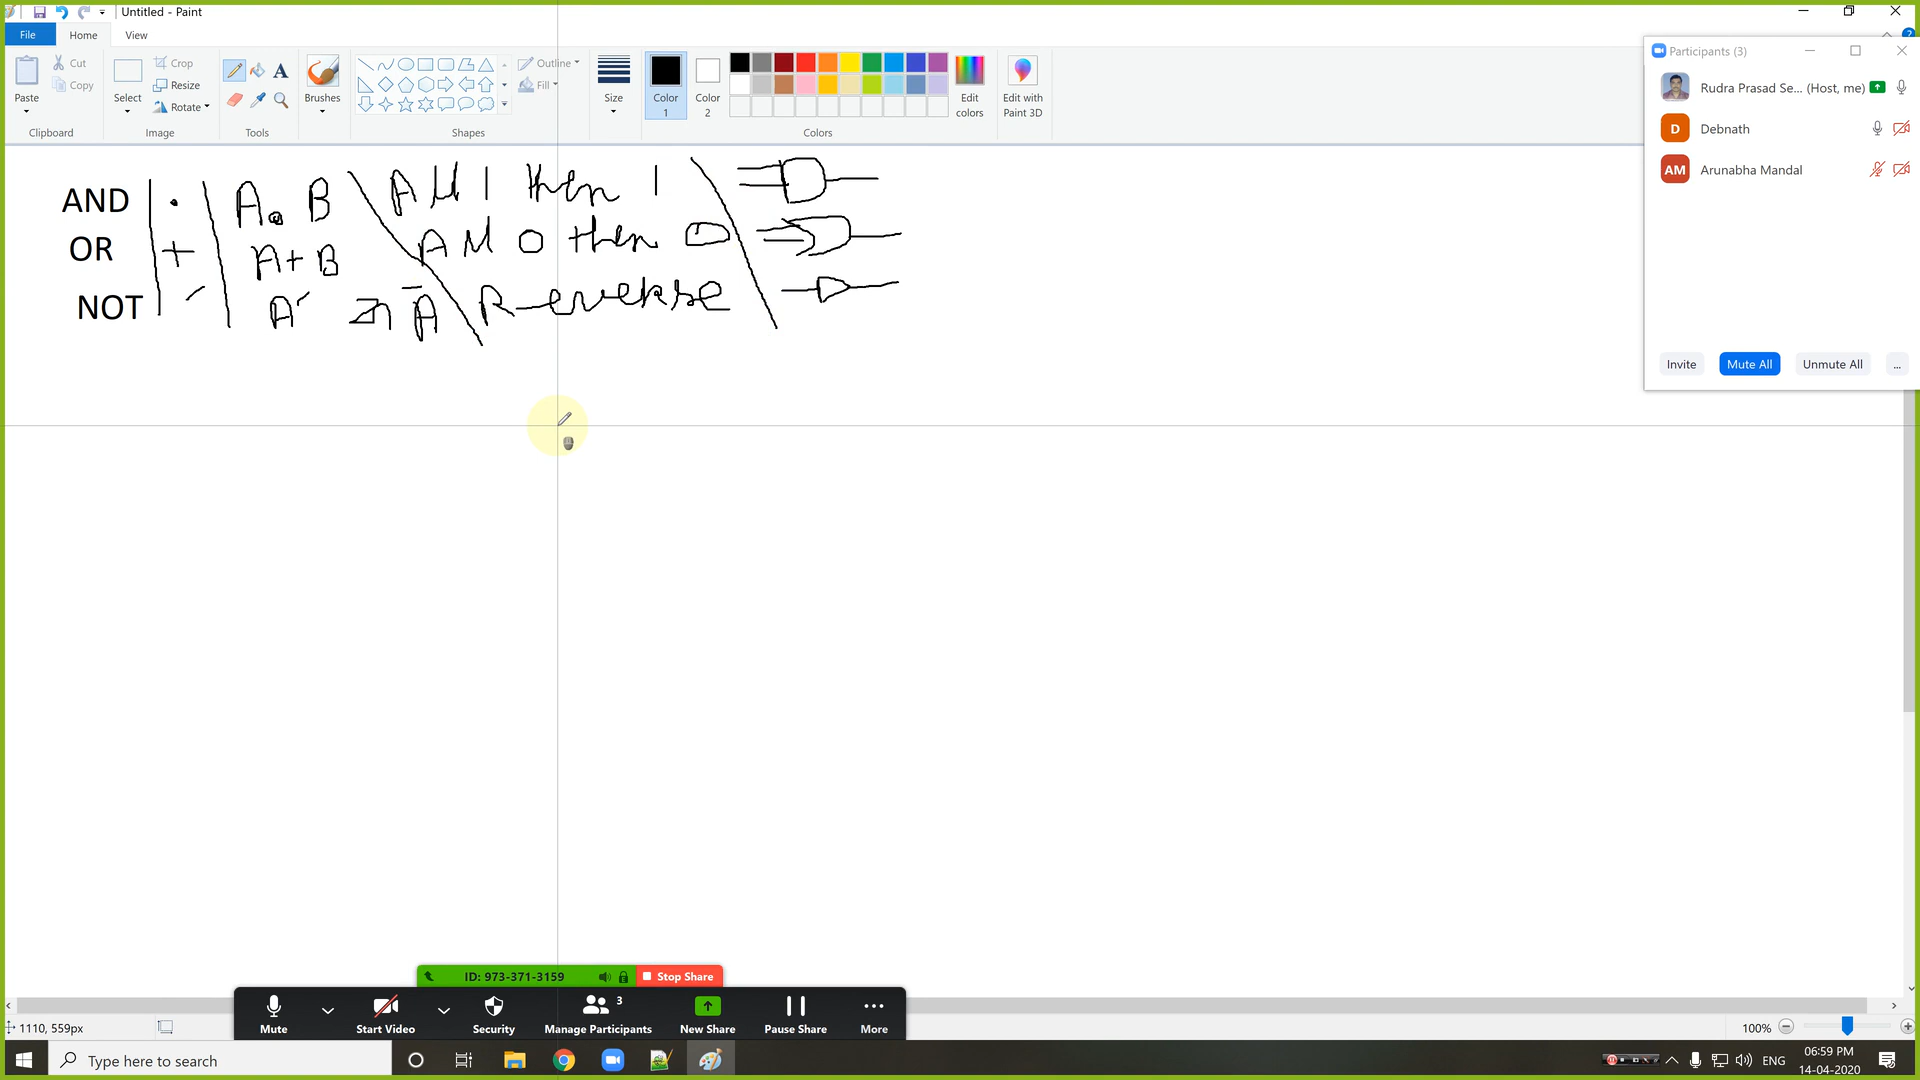 Untitled - Paint
File Home View
Paste Cut Copy Clipboard
Select Crop Resize Rotate Image
Tools
Brushes
Shapes
Outline Fill
Size
Color 1 Color 2
Edit colors
Edit with Paint 3D
Colors
Participants (3)
Rudra Prasad Se... (Host, me)
D Debnath
AM Arunabha Mandal
Invite Mute All Unmute All ...
AND . A.B All 1 then 1
OR + A+B All 0 then 0
NOT ' A' Ā Reverse
ID: 973-371-3159 Stop Share
Mute Start Video Security Manage Participants 3 New Share Pause Share More
1110, 559px 100%
Type here to search ENG 06:59 PM
14-04-2020